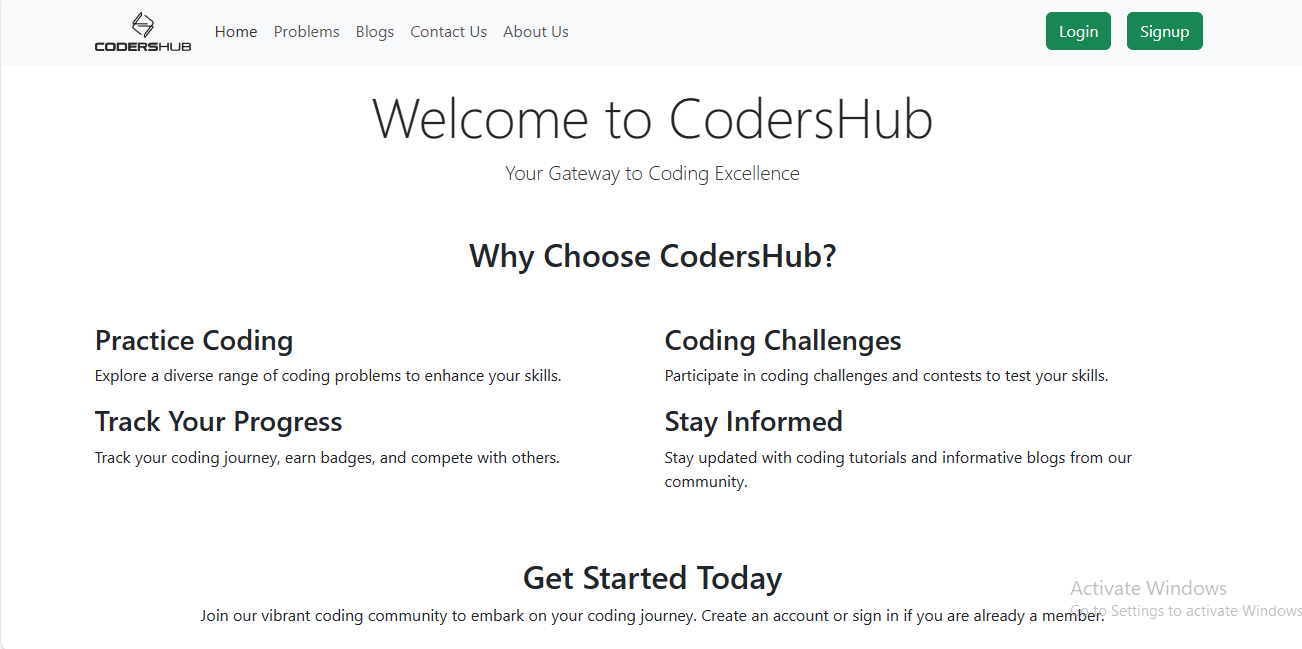 CODERSHUB
Home Problems Blogs Contact Us About Us Login Signup
Welcome to CodersHub
Your Gateway to Coding Excellence
Why Choose CodersHub?
Practice Coding
Explore a diverse range of coding problems to enhance your skills.
Coding Challenges
Participate in coding challenges and contests to test your skills.
Track Your Progress
Track your coding journey, earn badges, and compete with others.
Stay Informed
Stay updated with coding tutorials and informative blogs from our
community.
Get Started Today
Join our vibrant coding community to embark on your coding journey. Create an account or sign in if you are already a member.
Activate Windows
Go to Settings to activate Windows